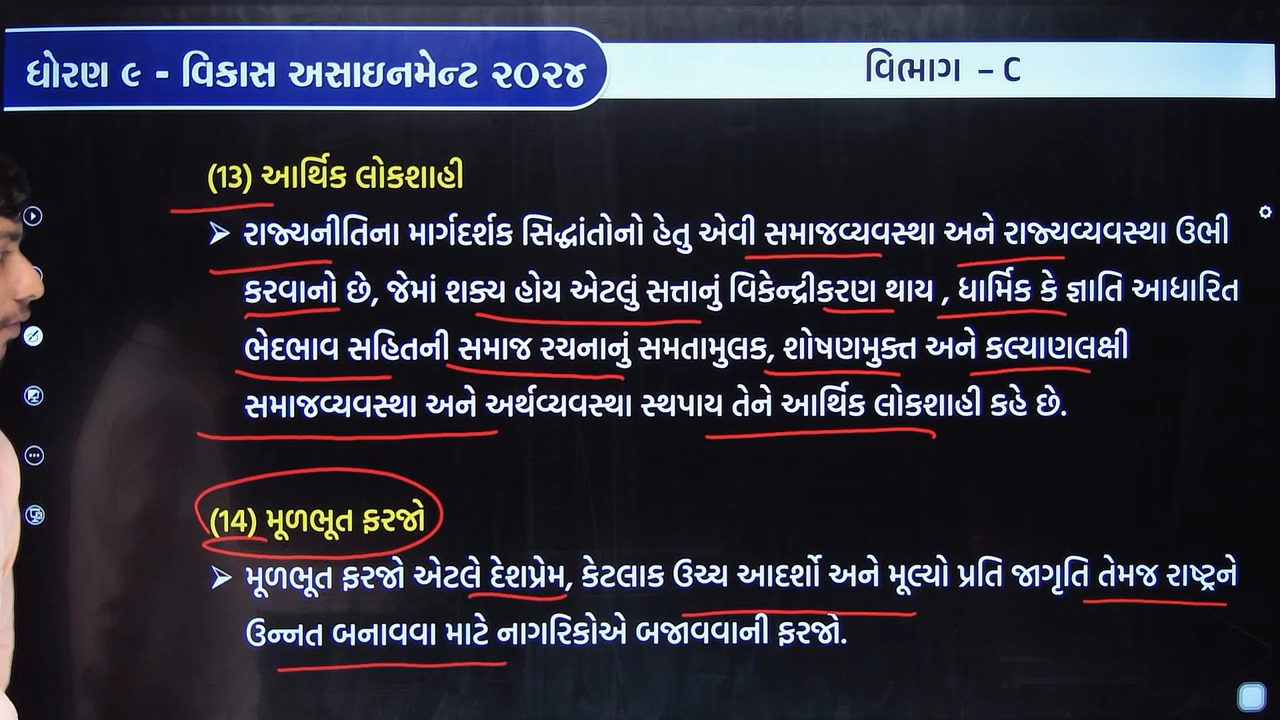 ધોરણ ૯ - વિકાસ અસાઇનમેન્ટ ૨૦૨૪
વિભાગ – C
(13) આર્થિક લોકશાહી
➤ રાજ્યનીતિના માર્ગદર્શક સિદ્ધાંતોનો હેતુ એવી સમાજવ્યવસ્થા અને રાજ્યવ્યવસ્થા ઉભી
કરવાનો છે, જેમાં શક્ય હોય એટલું સત્તાનું વિકેન્દ્રીકરણ થાય , ધાર્મિક કે જ્ઞાતિ આધારિત
ભેદભાવ સહિતની સમાજ રચનાનું સમતામુલક, શોષણમુક્ત અને કલ્યાણલક્ષી
સમાજવ્યવસ્થા અને અર્થવ્યવસ્થા સ્થપાય તેને આર્થિક લોકશાહી કહે છે.
(14) મૂળભૂત ફરજો
➤ મૂળભૂત ફરજો એટલે દેશપ્રેમ, કેટલાક ઉચ્ચ આદર્શો અને મૂલ્યો પ્રતિ જાગૃતિ તેમજ રાષ્ટ્રને
ઉન્નત બનાવવા માટે નાગરિકોએ બજાવવાની ફરજો.